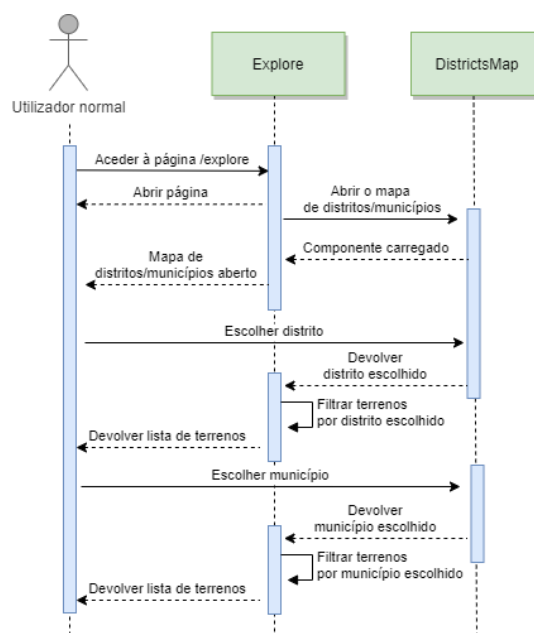 Explore
DistrictsMap
Utilizador normal
Aceder à página /explore
Abrir página
Abrir o mapa
de distritos/municípios
Componente carregado
Mapa de
distritos/municípios aberto
Escolher distrito
Devolver
distrito escolhido
Filtrar terrenos
por distrito escolhido
Devolver lista de terrenos
Escolher município
Devolver
município escolhido
Filtrar terrenos
por município escolhido
Devolver lista de terrenos